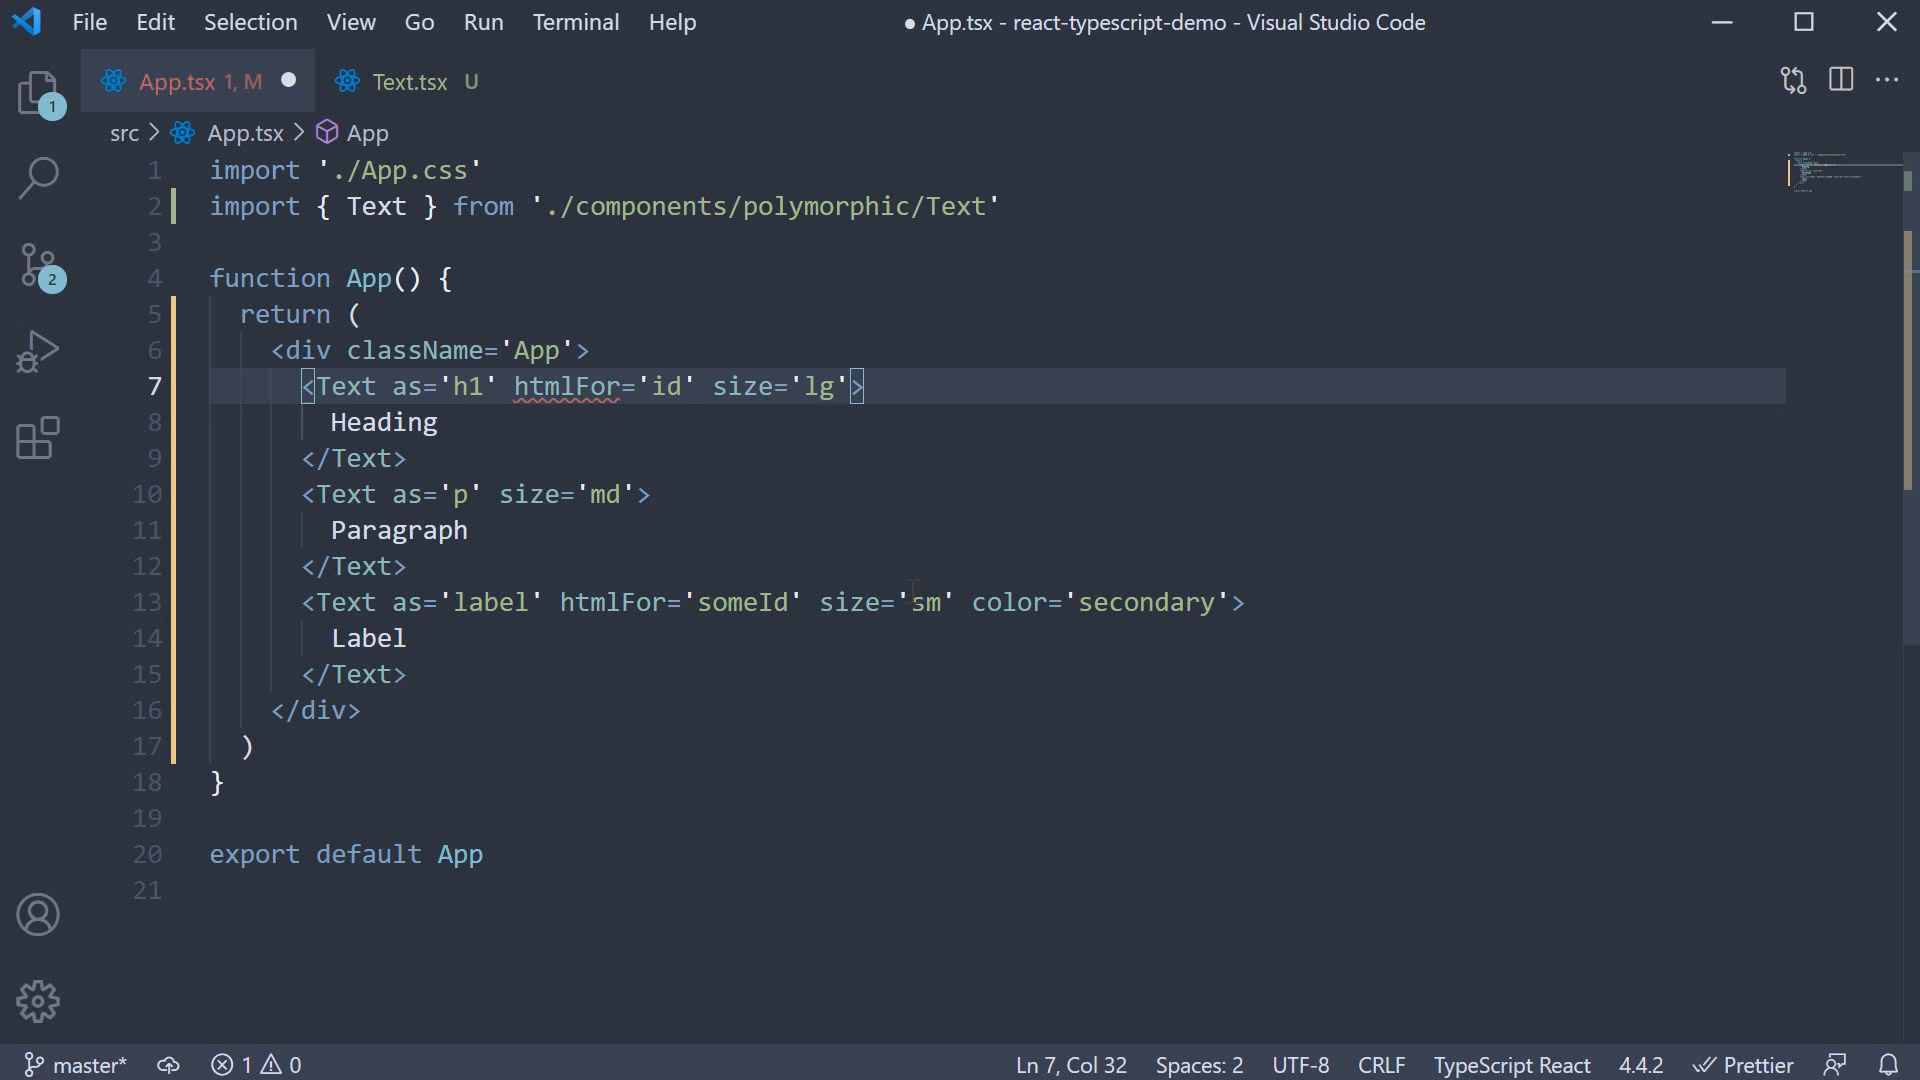 File Edit Selection View Go Run Terminal Help ● App.tsx - react-typescript-demo - Visual Studio Code
App.tsx 1, M ● Text.tsx U
src > App.tsx > App
1 import './App.css'
2 import { Text } from './components/polymorphic/Text'
3
4 function App() {
5 return (
6 <div className='App'>
7 <Text as='h1' htmlFor='id' size='lg'>
8 Heading
9 </Text>
10 <Text as='p' size='md'>
11 Paragraph
12 </Text>
13 <Text as='label' htmlFor='someId' size='sm' color='secondary'>
14 Label
15 </Text>
16 </div>
17 )
18 }
19
20 export default App
21
1
2
master* 1 0 Ln 7, Col 32 Spaces: 2 UTF-8 CRLF TypeScript React 4.4.2 Prettier